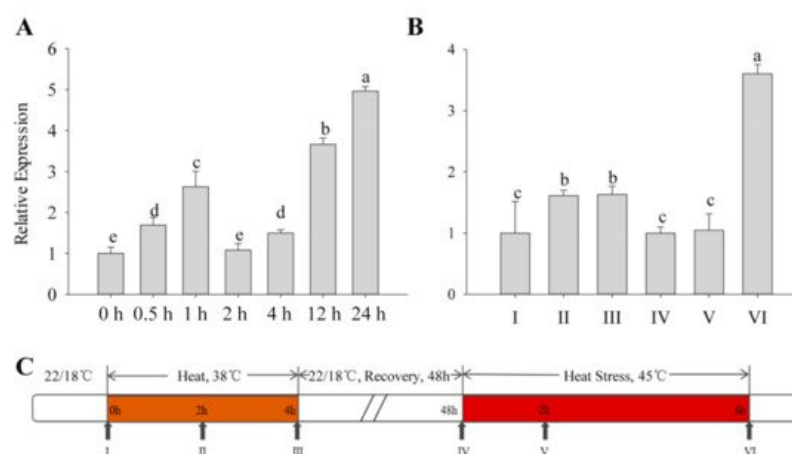 A
B
Relative Expression
6
5
4
3
2
1
0
e
d
c
e
d
b
a
0 h
0.5 h
1 h
2 h
4 h
12 h
24 h
4
3
2
1
0
c
b
b
c
c
a
I
II
III
IV
V
VI
C
22/18℃
Heat, 38℃
22/18℃, Recovery, 48h
Heat Stress, 45℃
0h
2h
4h
48h
2h
6h
I
II
III
IV
V
VI